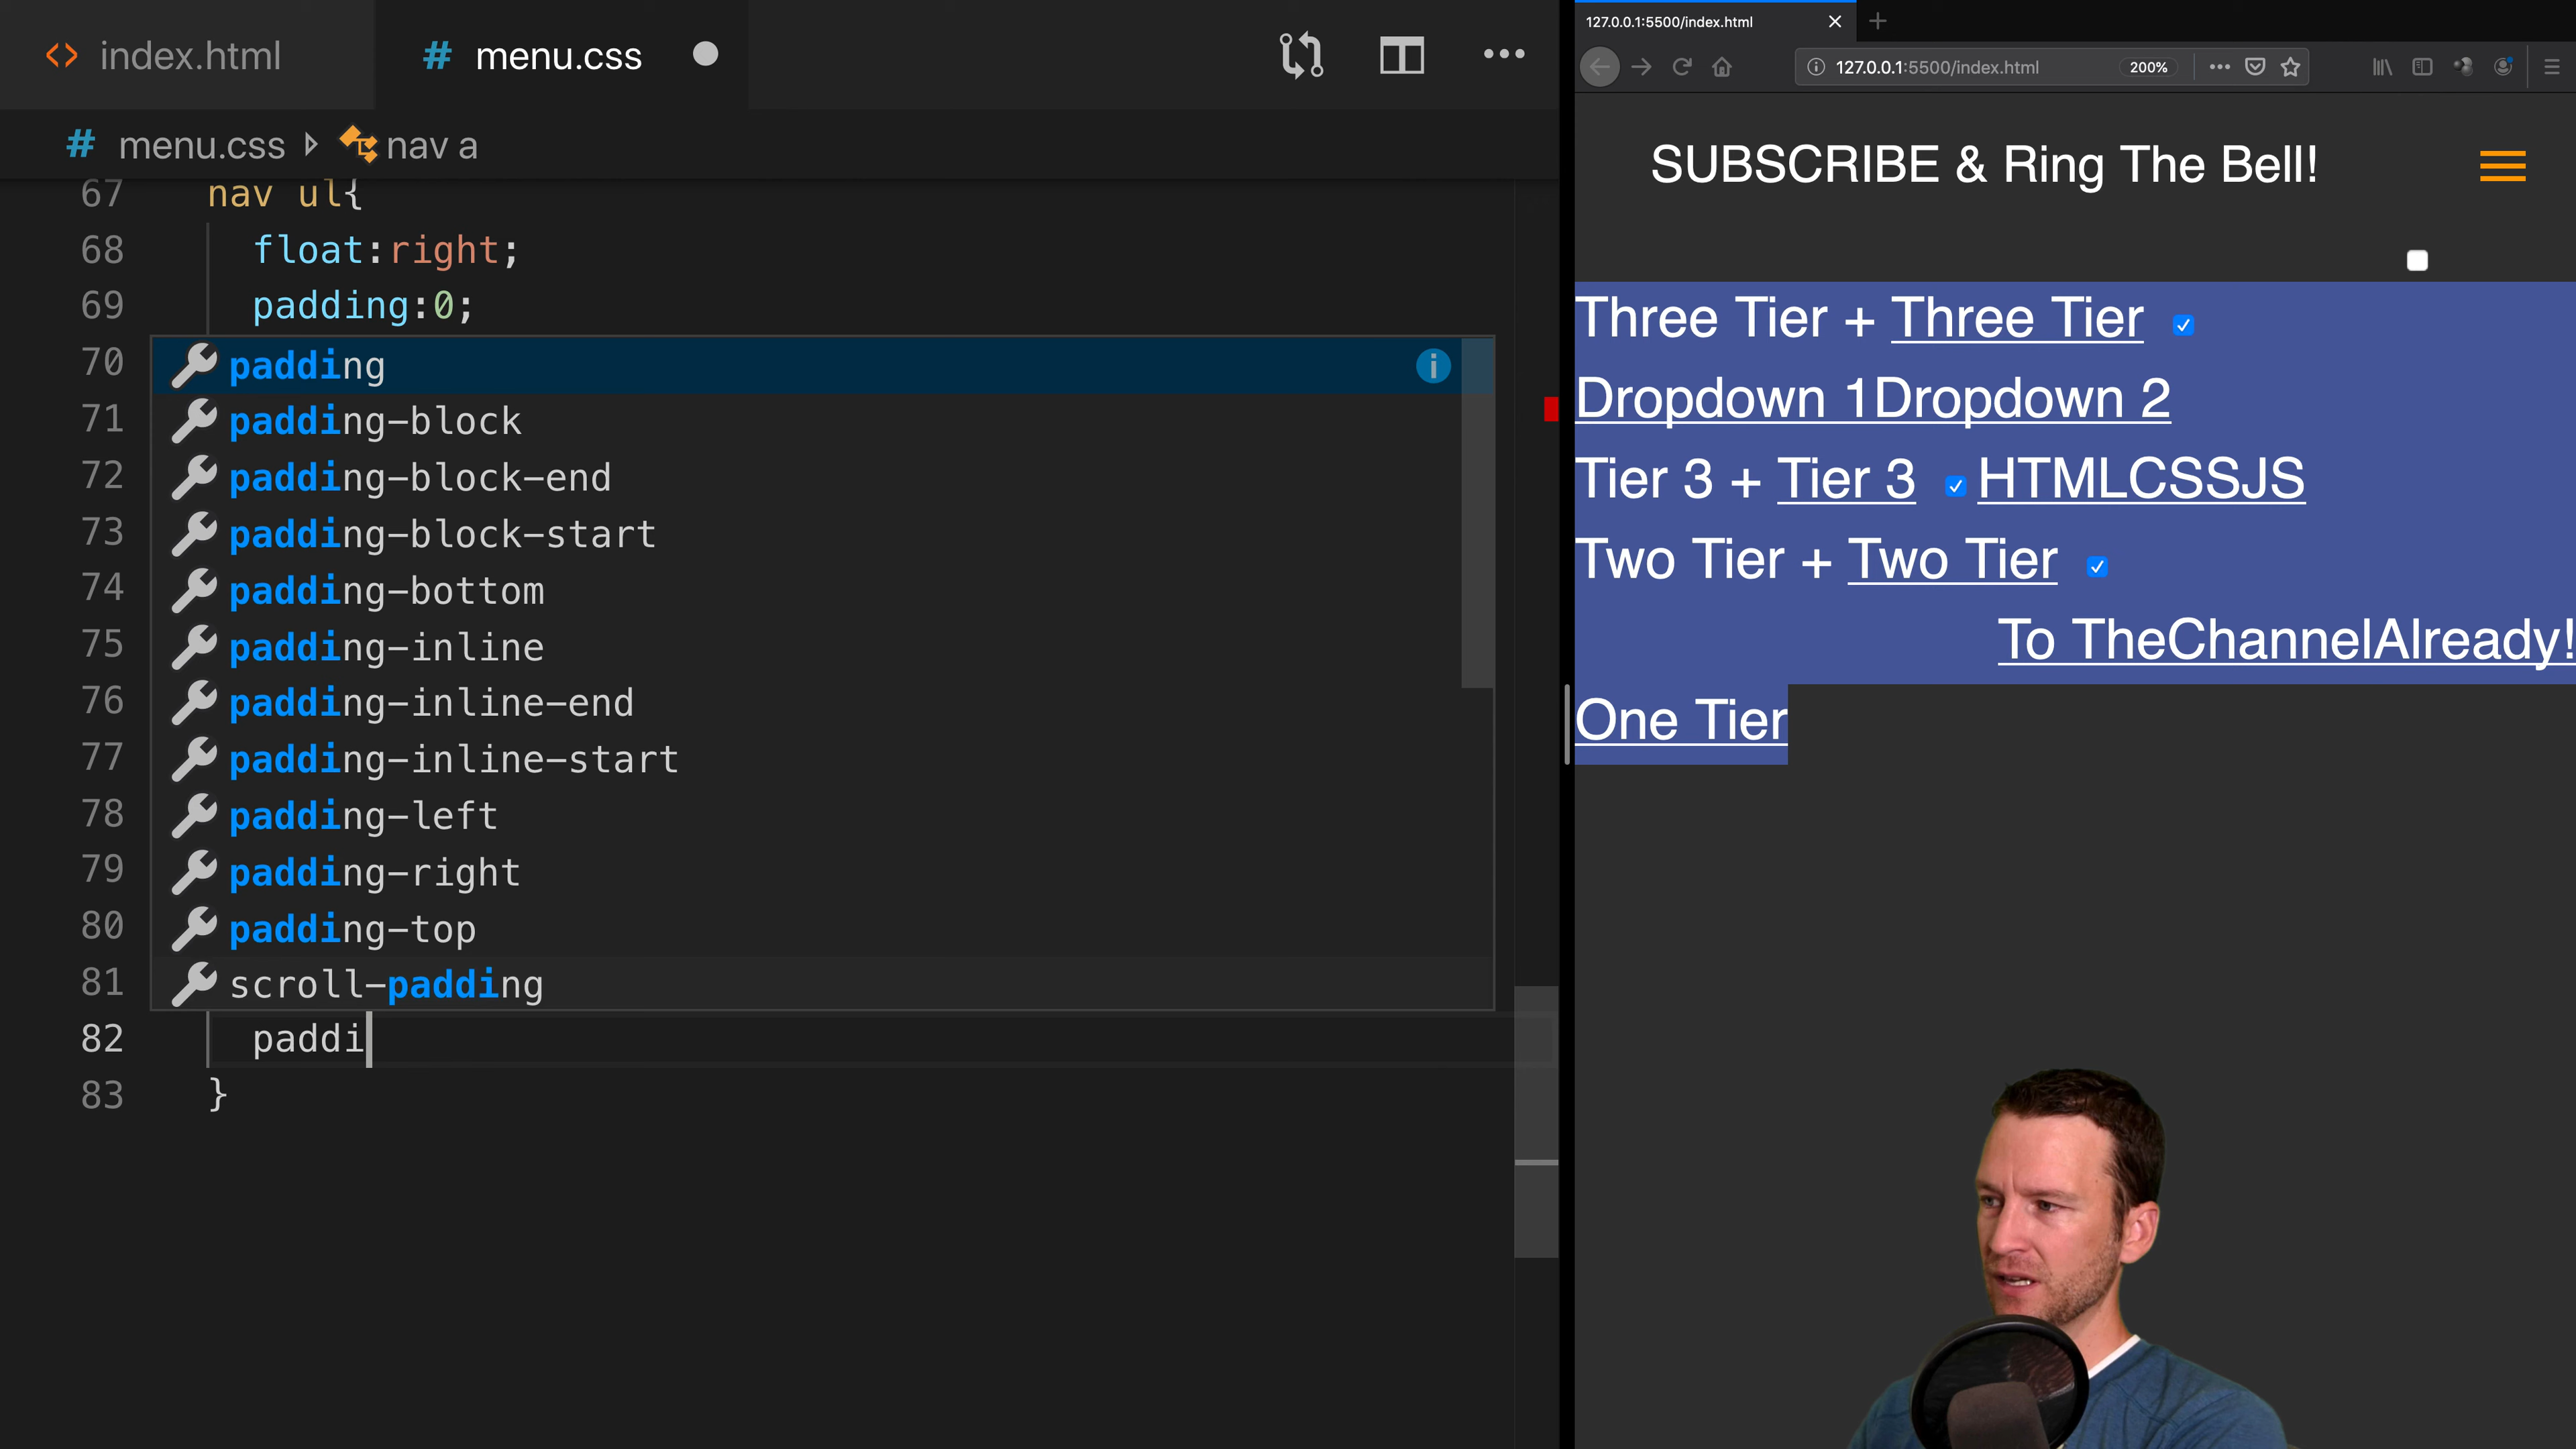 index.html
menu.css
menu.css nav a
67 nav ul{
68 float:right;
69 padding:0;
70 padding
71 padding-block
72 padding-block-end
73 padding-block-start
74 padding-bottom
75 padding-inline
76 padding-inline-end
77 padding-inline-start
78 padding-left
79 padding-right
80 padding-top
81 scroll-padding
82 paddi
83 }
127.0.0.1:5500/index.html
127.0.0.1:5500/index.html 200%
SUBSCRIBE & Ring The Bell!
Three Tier + Three Tier
Dropdown 1Dropdown 2
Tier 3 + Tier 3 HTMLCSSJS
Two Tier + Two Tier
To TheChannelAlready!
One Tier